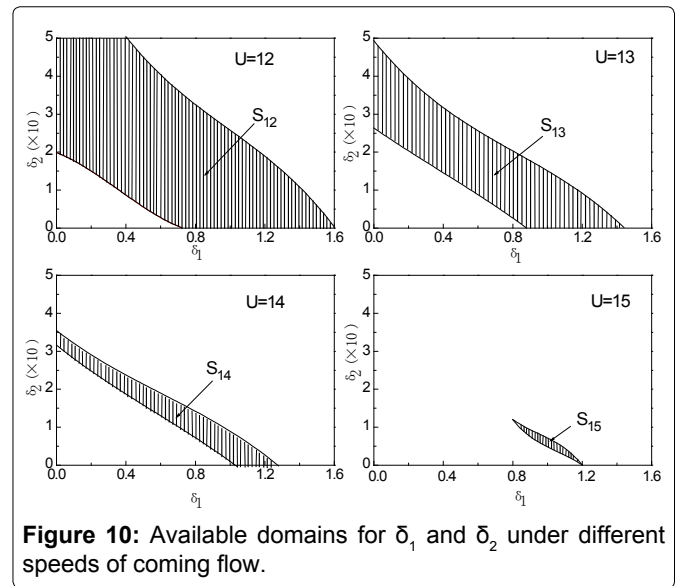 5
4
3
2
1
0
δ2 (×10)
U=12
S12
0.0 0.4 0.8 1.2 1.6
δ1
5
4
3
2
1
0
δ2 (×10)
U=13
S13
0.0 0.4 0.8 1.2 1.6
δ1
5
4
3
2
1
0
δ2 (×10)
U=14
S14
0.0 0.4 0.8 1.2 1.6
δ1
5
4
3
2
1
0
δ2 (×10)
U=15
S15
0.0 0.4 0.8 1.2 1.6
δ1
Figure 10: Available domains for δ1 and δ2 under different
speeds of coming flow.